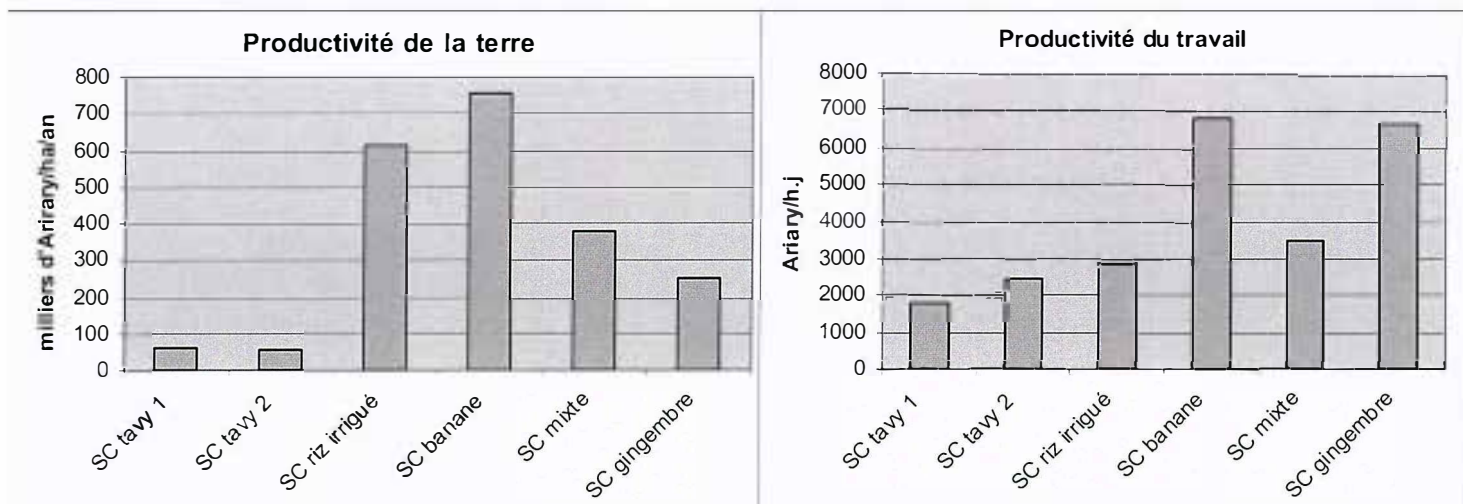 Productivité de la terre
milliers d'Arirary/ha/an
800
700
600
500
400
300
200
100
0
SC tavy 1
SC tavy 2
SC riz irrigué
SC banane
SC mixte
SC gingembre
Productivité du travail
Ariary/h.j
8000
7000
6000
5000
4000
3000
2000
1000
0
SC tavy 1
SC tavy 2
SC riz irrigué
SC banane
SC mixte
SC gingembre